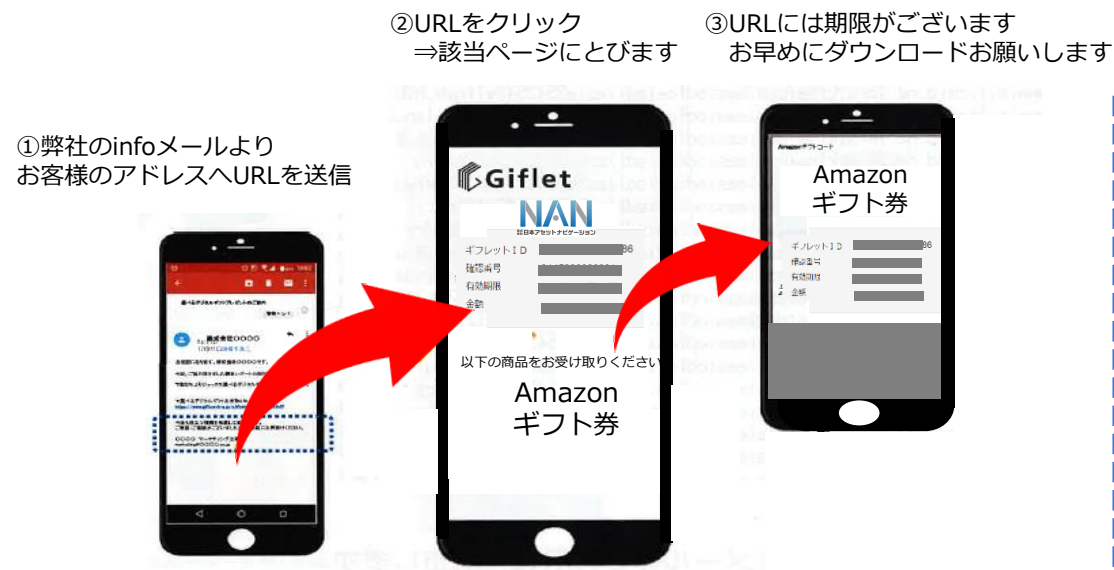 ①弊社のinfoメールより
お客様のアドレスへURLを送信
②URLをクリック
⇒該当ページにとびます
③URLには期限がございます
お早めにダウンロードお願いします
Giflet
NAN
株式会社日本アセットナビゲーション
ギフレットID 86
確認番号
有効期限
金額
以下の商品をお受け取りください
Amazon
ギフト券
Amazonギフトコード
Amazon
ギフト券
ギフレットID 86
確認番号
有効期限
金額